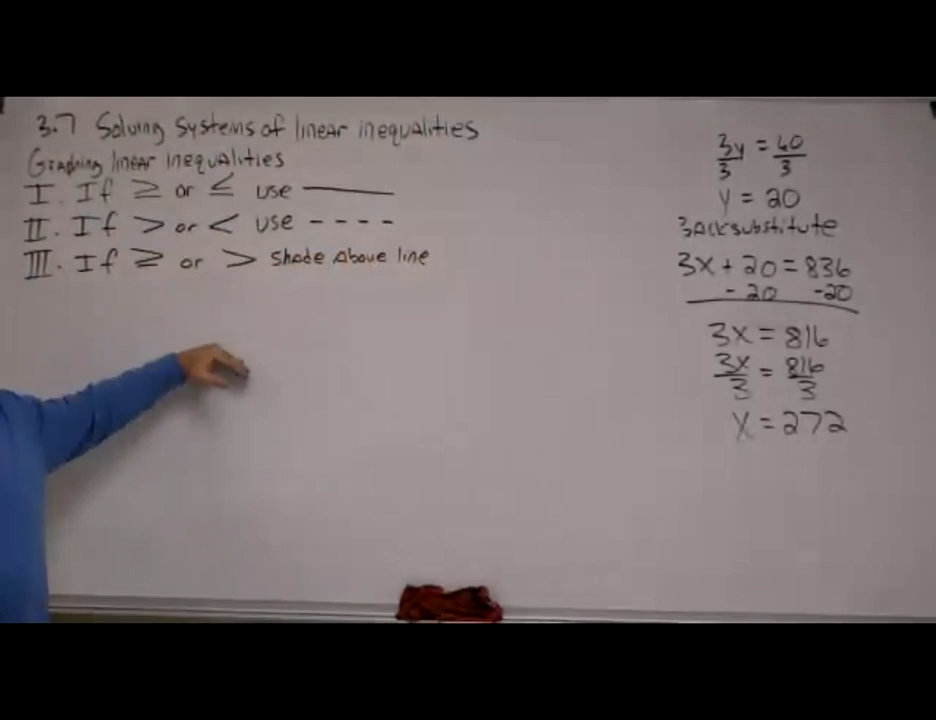 3.7 Solving Systems of linear inequalities
Graphing linear inequalities
I. If ≥ or ≤ use ———
II. If > or < use - - - -
III. If ≥ or > Shade Above line
3y/3 = 60/3
y = 20
Backsubstitute
3x + 20 = 836
- 20 -20
3x = 816
3x/3 = 816/3
x = 272